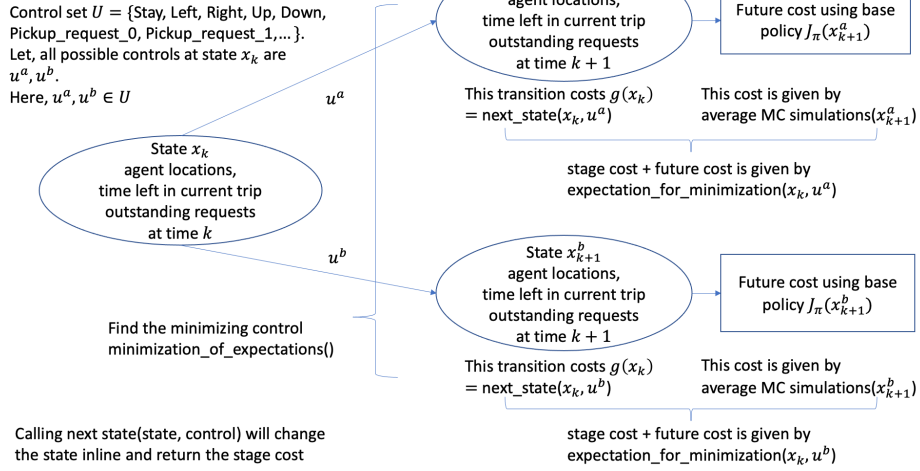 Control set U = {Stay, Left, Right, Up, Down,
Pickup_request_0, Pickup_request_1,... }.
Let, all possible controls at state x_k are
u^a, u^b.
Here, u^a, u^b ∈ U
State x_k
agent locations,
time left in current trip
outstanding requests
at time k
u^a
u^b
agent locations,
time left in current trip
outstanding requests
at time k + 1
Future cost using base
policy J_π(x^a_{k+1})
This transition costs g(x_k)
= next_state(x_k, u^a)
This cost is given by
average MC simulations(x^a_{k+1})
stage cost + future cost is given by
expectation_for_minimization(x_k, u^a)
State x^b_{k+1}
agent locations,
time left in current trip
outstanding requests
at time k + 1
Future cost using base
policy J_π(x^b_{k+1})
Find the minimizing control
minimization_of_expectations()
This transition costs g(x_k)
= next_state(x_k, u^b)
This cost is given by
average MC simulations(x^b_{k+1})
stage cost + future cost is given by
expectation_for_minimization(x_k, u^b)
Calling next state(state, control) will change
the state inline and return the stage cost